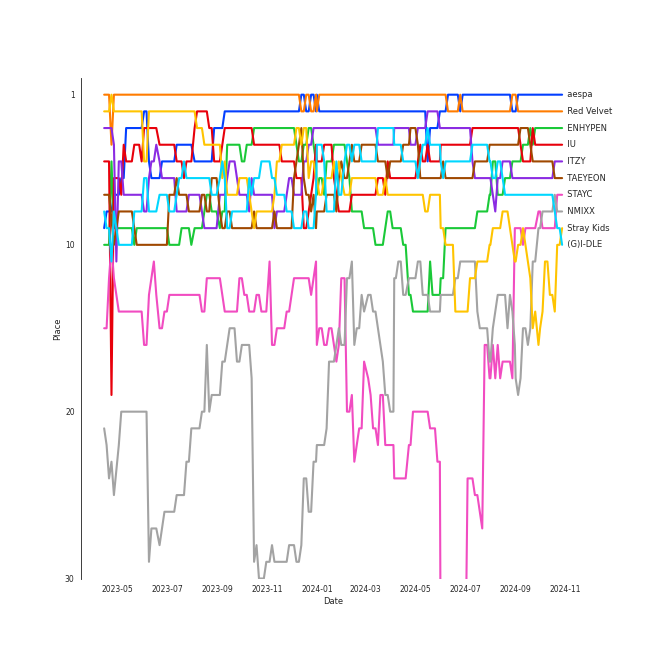 1
10
20
30
Place
aespa
Red Velvet
ENHYPEN
IU
ITZY
TAEYEON
STAYC
NMIXX
Stray Kids
(G)I-DLE
2023-05 2023-07 2023-09 2023-11 2024-01 2024-03 2024-05 2024-07 2024-09 2024-11
Date